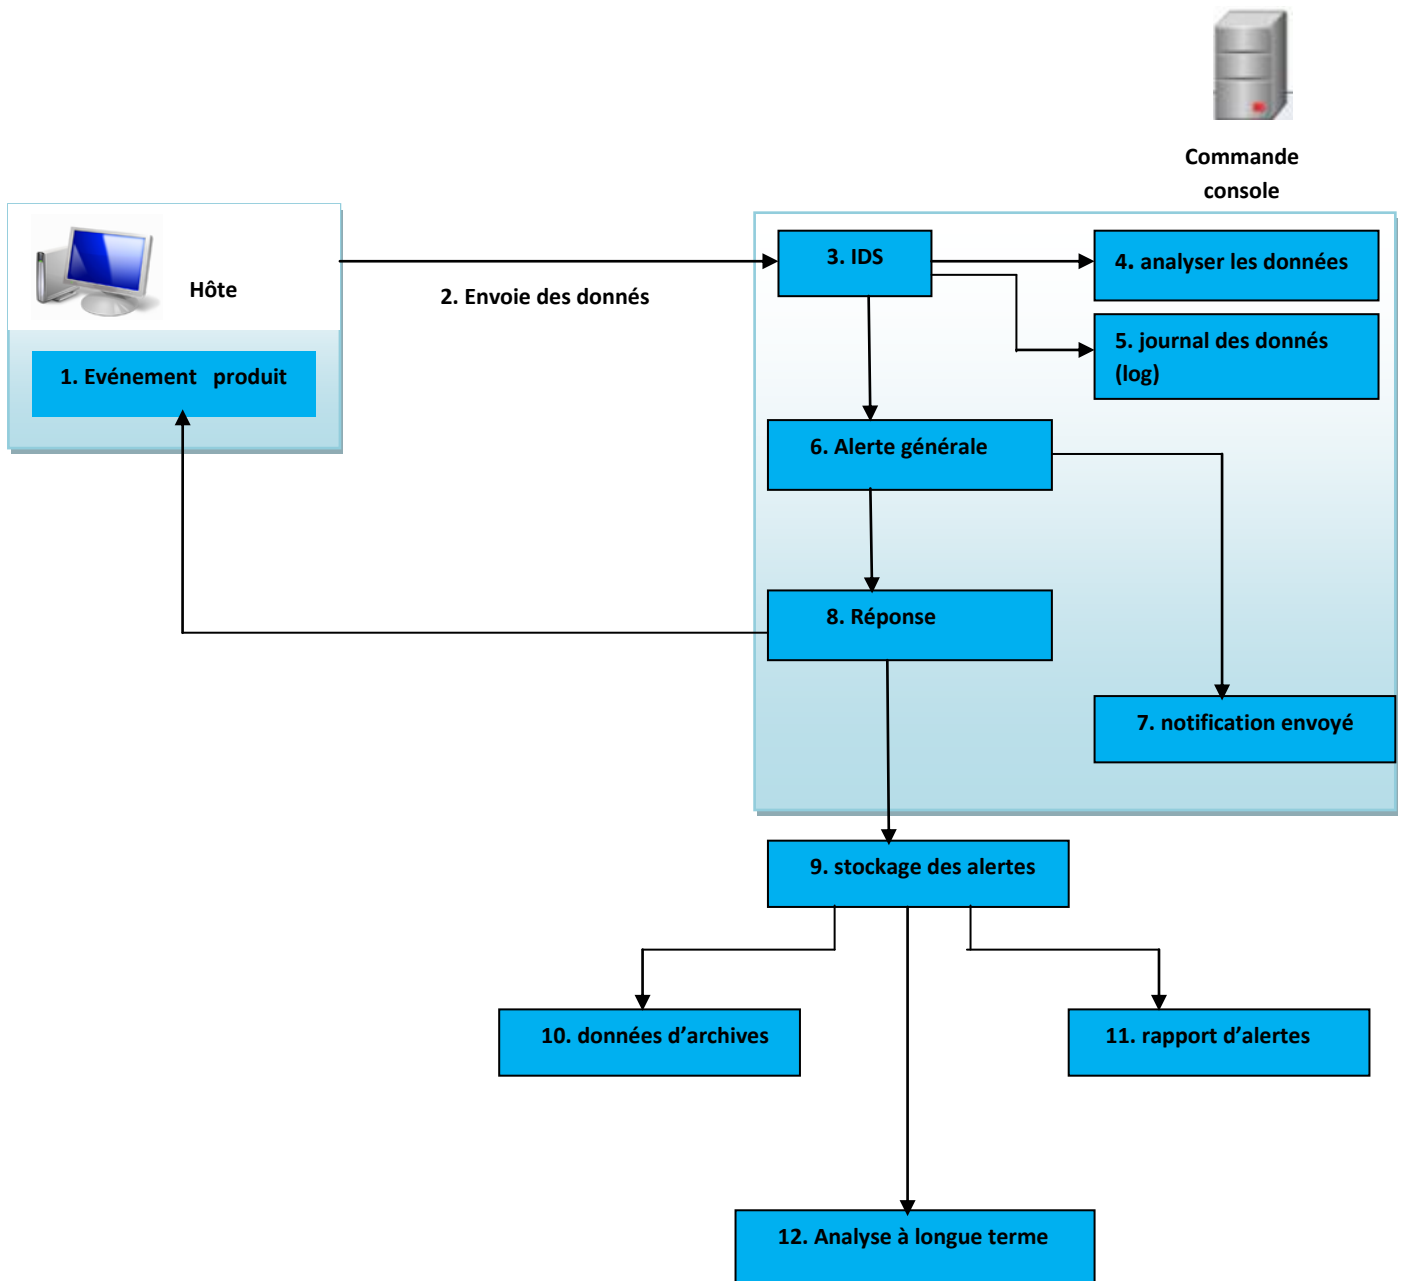 Commande
console
Hôte
1. Evénement produit
2. Envoie des donnés
3. IDS
4. analyser les données
5. journal des donnés
(log)
6. Alerte générale
8. Réponse
7. notification envoyé
9. stockage des alertes
10. données d’archives
11. rapport d’alertes
12. Analyse à longue terme